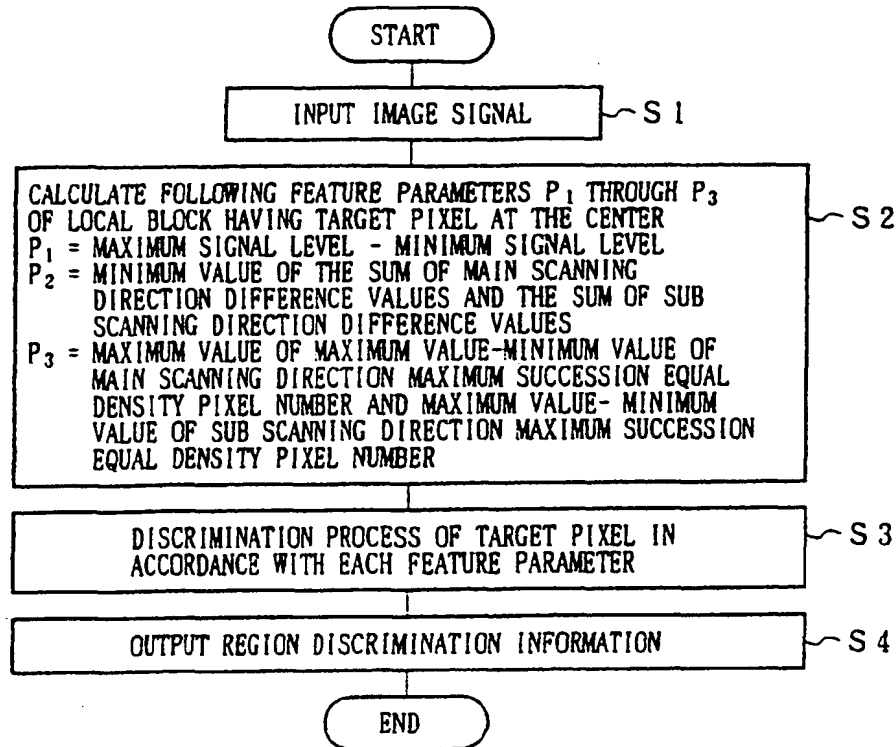 START
INPUT IMAGE SIGNAL
S1
CALCULATE FOLLOWING FEATURE PARAMETERS P1 THROUGH P3
OF LOCAL BLOCK HAVING TARGET PIXEL AT THE CENTER
P1 = MAXIMUM SIGNAL LEVEL - MINIMUM SIGNAL LEVEL
P2 = MINIMUM VALUE OF THE SUM OF MAIN SCANNING
DIRECTION DIFFERENCE VALUES AND THE SUM OF SUB
SCANNING DIRECTION DIFFERENCE VALUES
P3 = MAXIMUM VALUE OF MAXIMUM VALUE-MINIMUM VALUE OF
MAIN SCANNING DIRECTION MAXIMUM SUCCESSION EQUAL
DENSITY PIXEL NUMBER AND MAXIMUM VALUE- MINIMUM
VALUE OF SUB SCANNING DIRECTION MAXIMUM SUCCESSION
EQUAL DENSITY PIXEL NUMBER
S2
DISCRIMINATION PROCESS OF TARGET PIXEL IN
ACCORDANCE WITH EACH FEATURE PARAMETER
S3
OUTPUT REGION DISCRIMINATION INFORMATION
S4
END